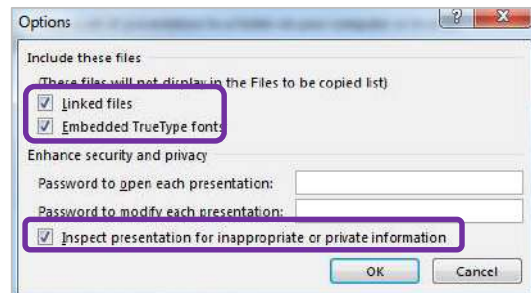 Options
Include these files
(These files will not display in the Files to be copied list)
Linked files
Embedded TrueType fonts
Enhance security and privacy
Password to open each presentation:
Password to modify each presentation:
Inspect presentation for inappropriate or private information
OK Cancel